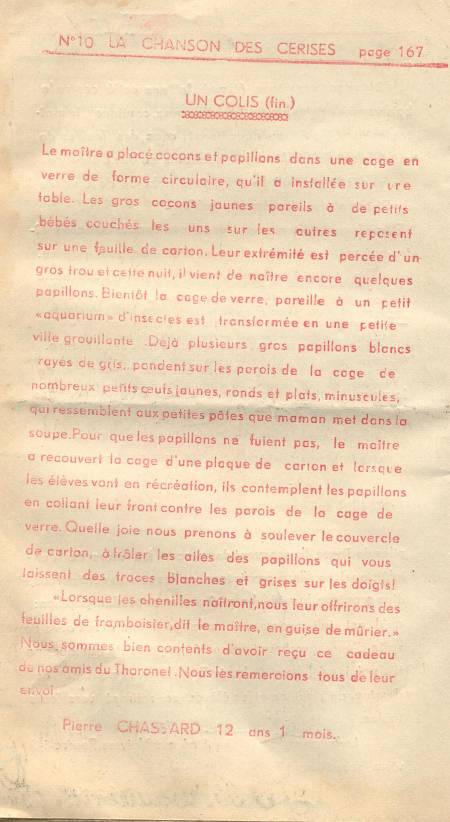 N°10 LA CHANSON DES CERISES page 167
UN COLIS (fin.)
Le maître a placé cocons et papillons dans une cage en
verre de forme circulaire, qu'il a installée sur une
table. Les gros cocons jaunes pareils à de petits
bébés couchés les uns sur les autres reposent
sur une feuille de carton. Leur extrémité est percée d'un
gros trou et cette nuit, il vient de naître encore quelques
papillons. Bientôt la cage de verre, pareille à un petit
«aquarium» d'insectes est transformée en une petite
ville grouillante. Déjà plusieurs gros papillons blancs
rayés de gris, pondent sur les parois de la cage de
nombreux petits œufs jaunes, ronds et plats, minuscules,
qui ressemblent aux petites pâtes que maman met dans la
soupe. Pour que les papillons ne fuient pas, le maître
a recouvert la cage d'une plaque de carton et lorsque
les élèves vont en récréation, ils contemplent les papillons
en collant leur front contre les parois de la cage de
verre. Quelle joie nous prenons à soulever le couvercle
de carton, à frôler les ailes des papillons qui vous
laissent des traces blanches et grises sur les doigts!
«Lorsque les chenilles naîtront, nous leur offrirons des
feuilles de framboisier, dit le maître, en guise de mûrier.»
Nous sommes bien contents d'avoir reçu ce cadeau
de nos amis du Thoronet. Nous les remercions tous de leur
envoi.
Pierre CHASSARD 12 ans 1 mois.